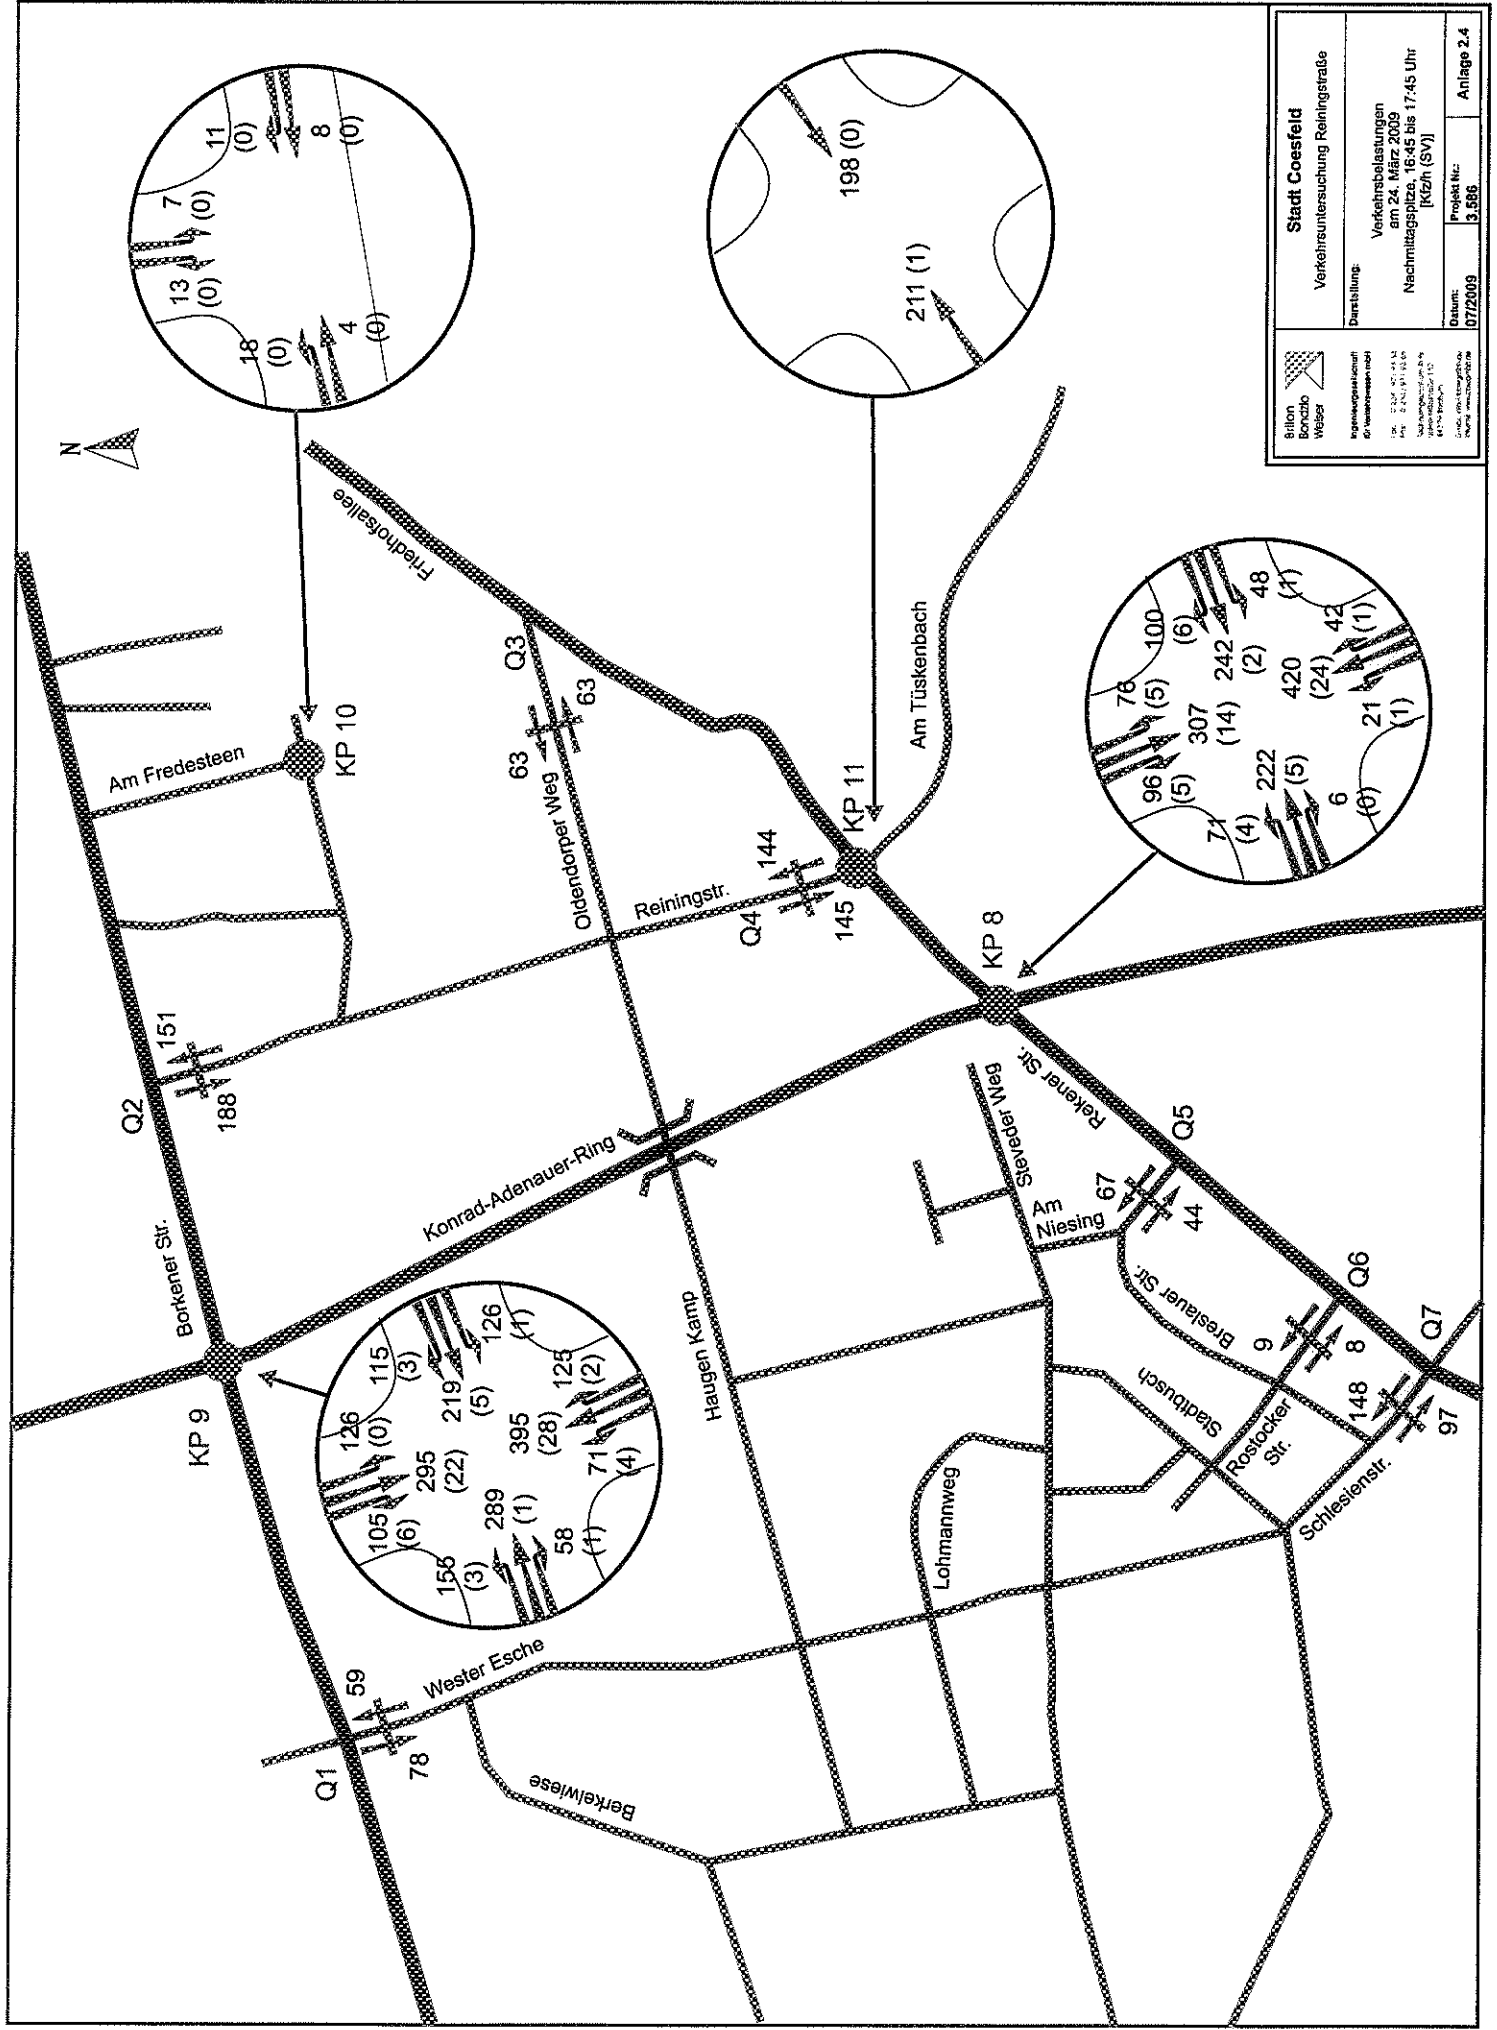 N
Borkener Str.
Q1
Q2
KP 9
KP 10
Am Fredesteen
Friedhofsallee
Q3
63
63
Oldendorper Weg
Reiningstr.
Q4
144
145
KP 11
Am Tüskenbach
KP 8
151
188
Konrad-Adenauer-Ring
Haugen Kamp
59
78
Wester Esche
Berkelwiese
Lohmannweg
Steveder Weg
Am
Niesing
Rekener Str.
Q5
67
44
Breslauer Str.
Stadtbusch
Rostocker
Str.
Schlesienstr.
Q6
9
8
Q7
148
97
18
(0)
13
(0)
7
(0)
11
(0)
8
(0)
4
(0)
211 (1)
198 (0)
71
(4)
96
(5)
222
(5)
6
(0)
307
(14)
76
(5)
100
(6)
242
(2)
48
(1)
42
(1)
420
(24)
21
(1)
155
(3)
105
(6)
289
(1)
58
(1)
295
(22)
126
(0)
115
(3)
219
(5)
126
(1)
125
(2)
395
(28)
71
(4)
Brilon
Bondzio
Weiser
Ingenieurgesellschaft
für Verkehrswesen mbH
Stadt Coesfeld
Verkehrsuntersuchung Reiningstraße
Darstellung:
Verkehrsbelastungen
am 24. März 2009
Nachmittagspitze, 16:45 bis 17:45 Uhr
[Kfz/h (SV)]
Datum:
07/2009
Projekt Nr.:
3.586
Anlage 2.4